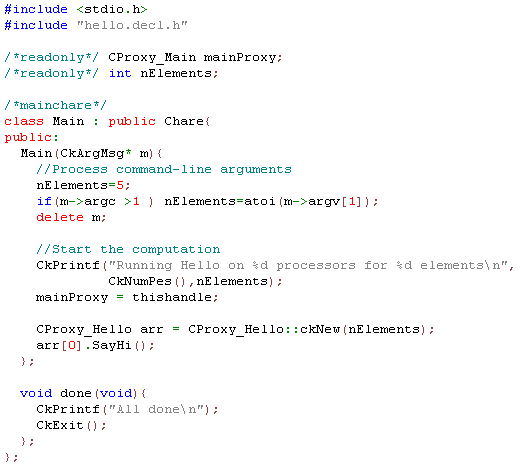 #include <stdio.h>
#include "hello.decl.h"

/*readonly*/ CProxy_Main mainProxy;
/*readonly*/ int nElements;

/*mainchare*/
class Main : public Chare{
public:
  Main(CkArgMsg* m){
    //Process command-line arguments
    nElements=5;
    if(m->argc >1 ) nElements=atoi(m->argv[1]);
    delete m;

    //Start the computation
    CkPrintf("Running Hello on %d processors for %d elements\n",
             CkNumPes(),nElements);
    mainProxy = thishandle;

    CProxy_Hello arr = CProxy_Hello::ckNew(nElements);
    arr[0].SayHi();
  };

  void done(void){
    CkPrintf("All done\n");
    CkExit();
  };
};